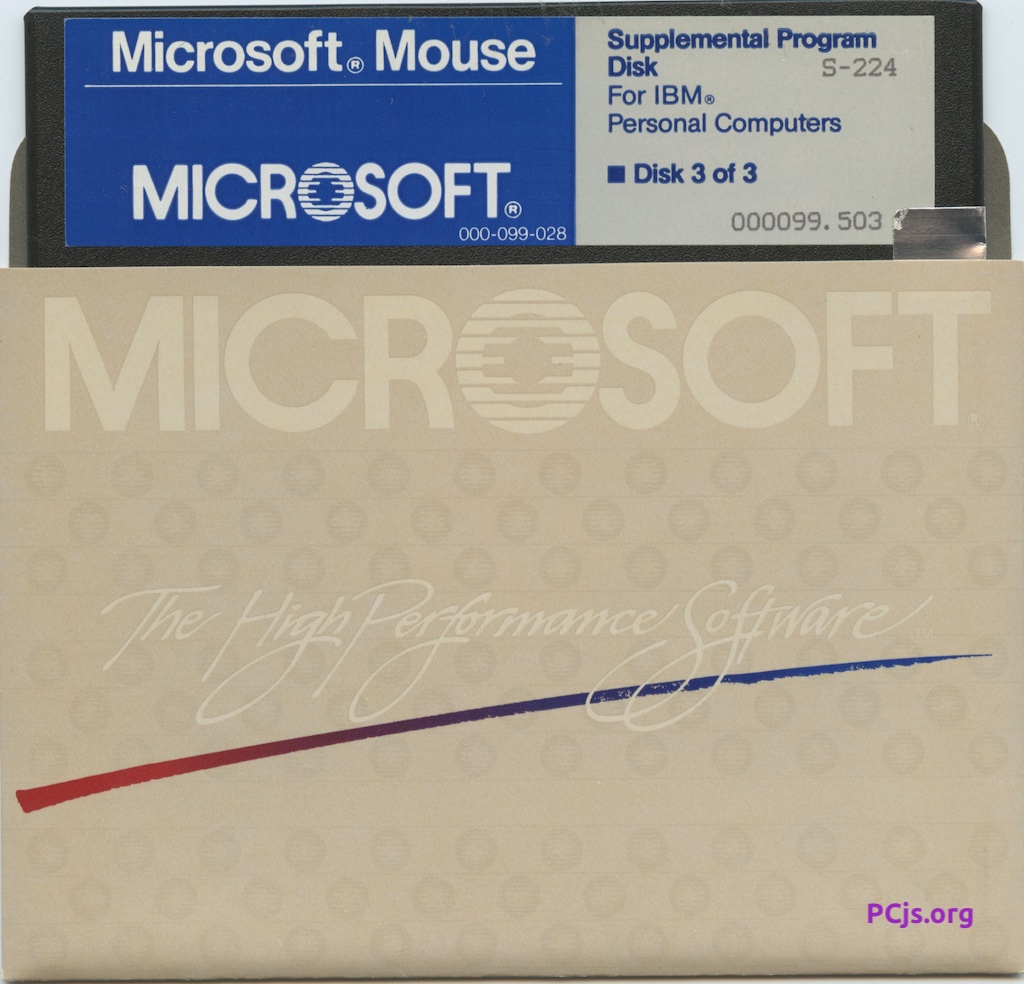 Microsoft® Mouse
MICROSOFT®
000-099-028
Supplemental Program
Disk S-224
For IBM®
Personal Computers
■ Disk 3 of 3
000099.503
MICROSOFT®
The High Performance Software™
PCjs.org